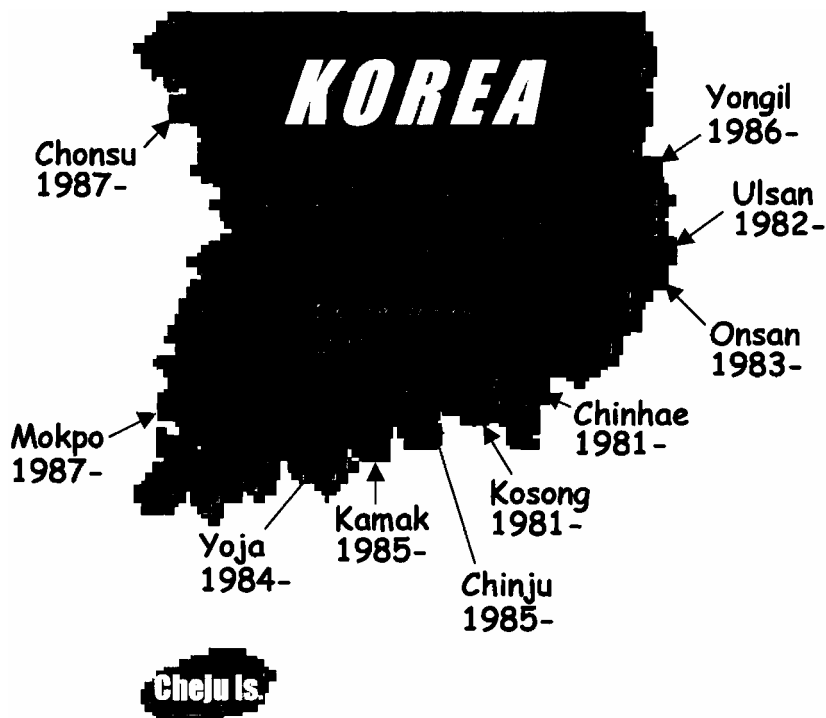 KOREA
Yongil
1986-
Chonsu
1987-
Ulsan
1982-
Onsan
1983-
Chinhae
1981-
Mokpo
1987-
Kosong
1981-
Kamak
1985-
Yoja
1984-
Chinju
1985-
Cheju Is.